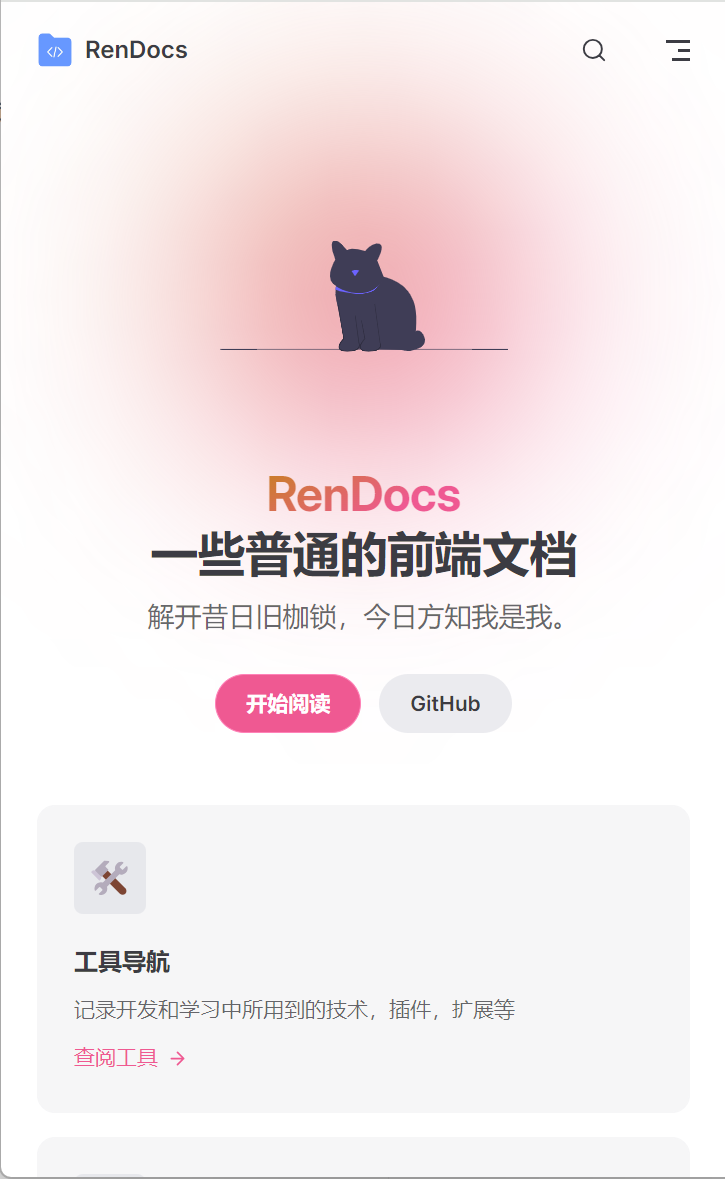 RenDocs
RenDocs
一些普通的前端文档
解开昔日旧枷锁，今日方知我是我。
开始阅读
GitHub
工具导航
记录开发和学习中所用到的技术，插件，扩展等
查阅工具 →